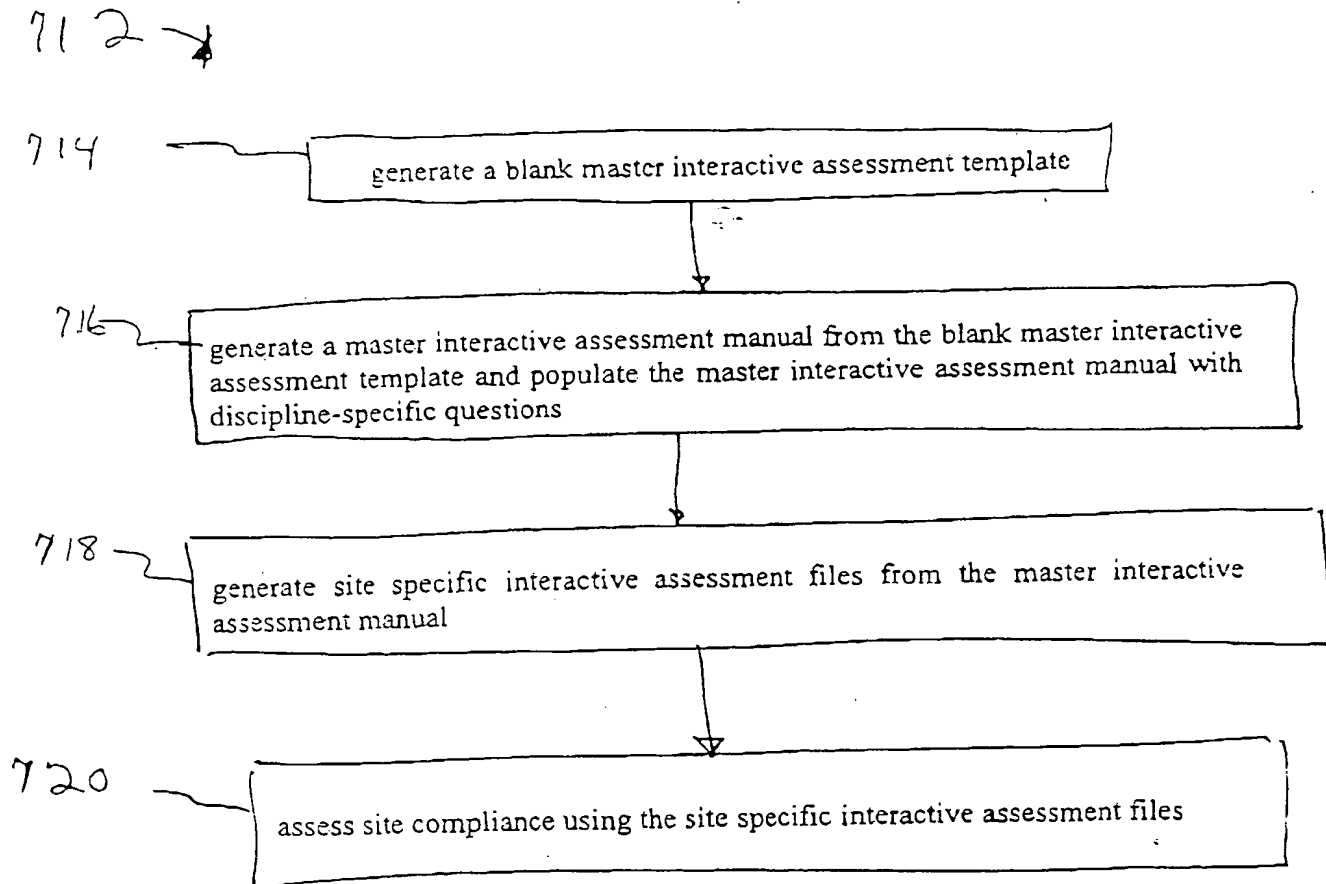 712
714
generate a blank master interactive assessment template
716
generate a master interactive assessment manual from the blank master interactive
assessment template and populate the master interactive assessment manual with
discipline-specific questions
718
generate site specific interactive assessment files from the master interactive
assessment manual
720
assess site compliance using the site specific interactive assessment files